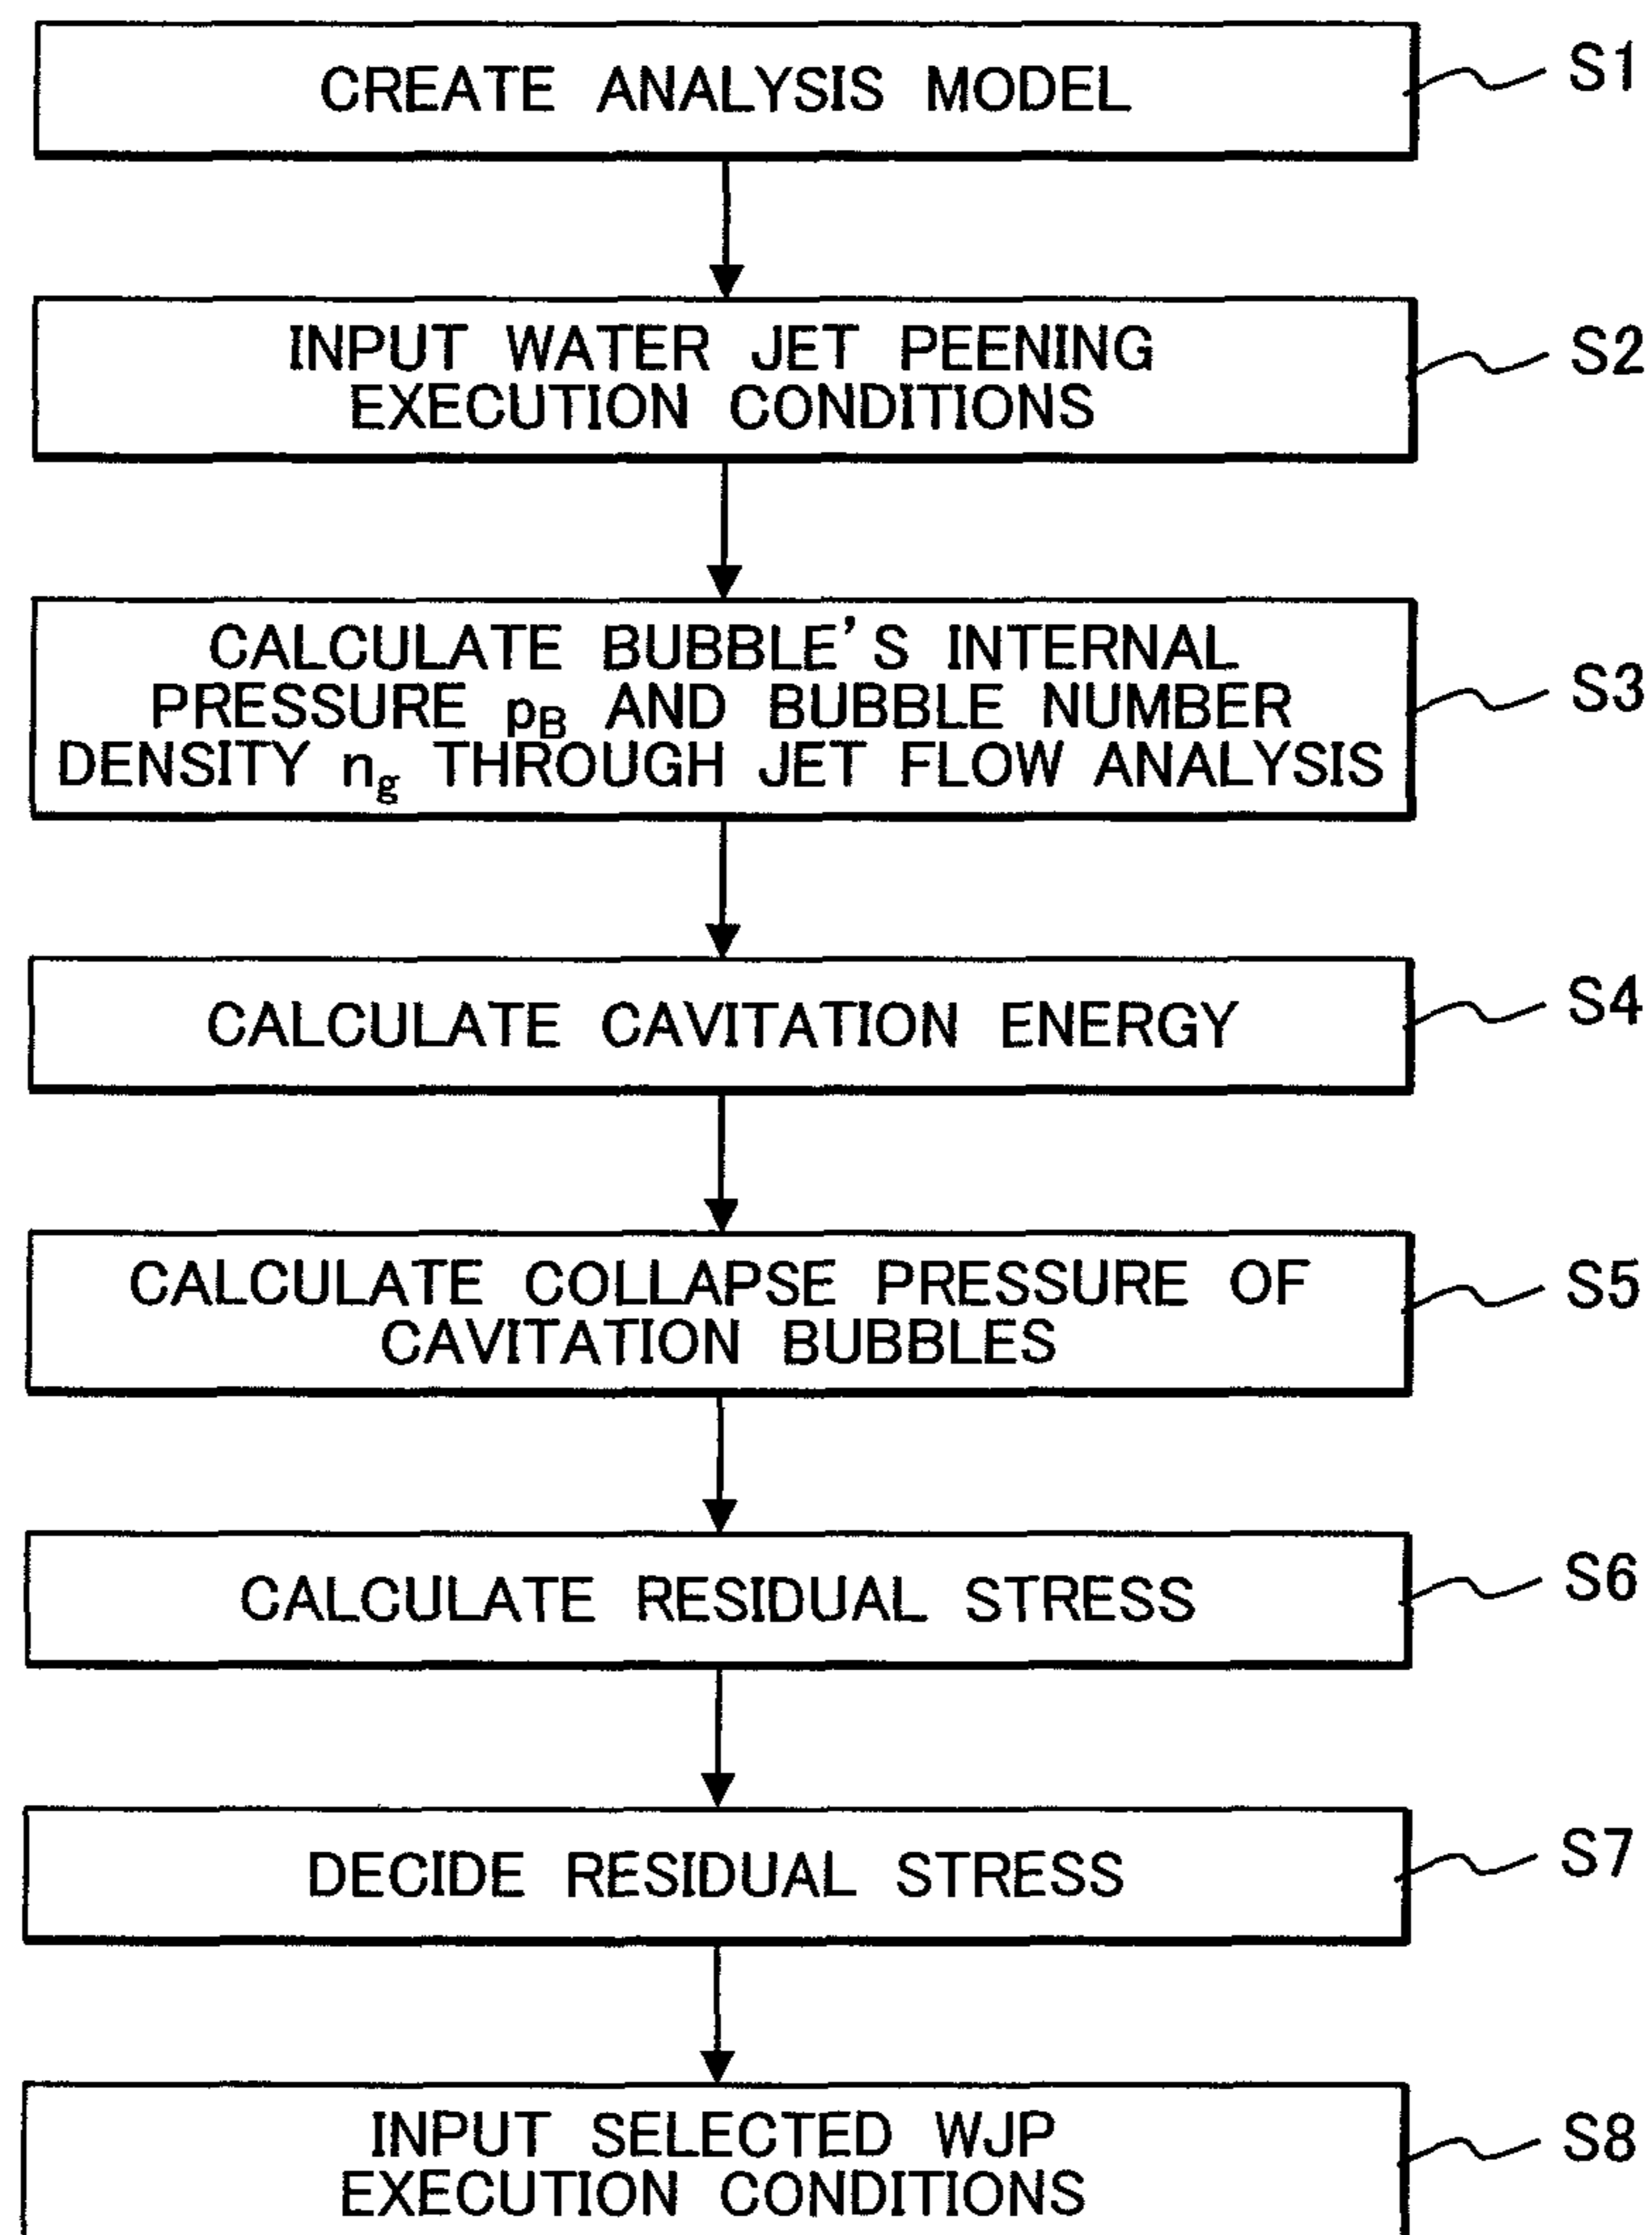 CREATE ANALYSIS MODEL
S1
INPUT WATER JET PEENING
EXECUTION CONDITIONS
S2
CALCULATE BUBBLE'S INTERNAL
PRESSURE pB AND BUBBLE NUMBER
DENSITY ng THROUGH JET FLOW ANALYSIS
S3
CALCULATE CAVITATION ENERGY
S4
CALCULATE COLLAPSE PRESSURE OF
CAVITATION BUBBLES
S5
CALCULATE RESIDUAL STRESS
S6
DECIDE RESIDUAL STRESS
S7
INPUT SELECTED WJP
EXECUTION CONDITIONS
S8